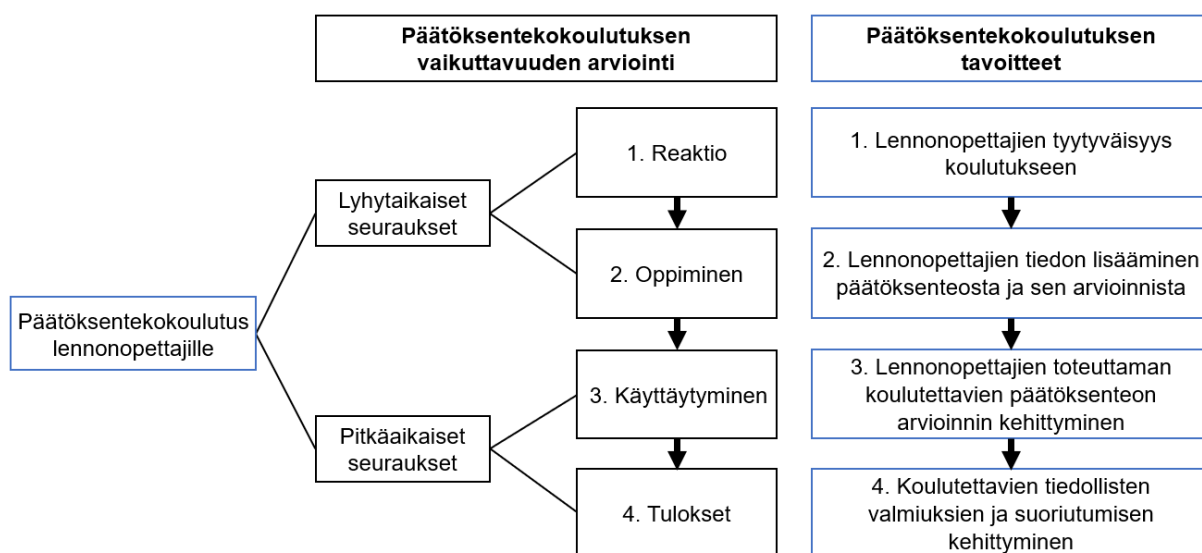 Päätöksentekokoulutuksen
vaikuttavuuden arviointi
Päätöksentekokoulutuksen
tavoitteet
Päätöksentekokoulutus
lennonopettajille
Lyhytaikaiset
seuraukset
Pitkäaikaiset
seuraukset
1. Reaktio
2. Oppiminen
3. Käyttäytyminen
4. Tulokset
1. Lennonopettajien tyytyväisyys
koulutukseen
2. Lennonopettajien tiedon lisääminen
päätöksenteosta ja sen arvioinnista
3. Lennonopettajien toteuttaman
koulutettavien päätöksenteon
arvioinnin kehittyminen
4. Koulutettavien tiedollisten
valmiuksien ja suoriutumisen
kehittyminen